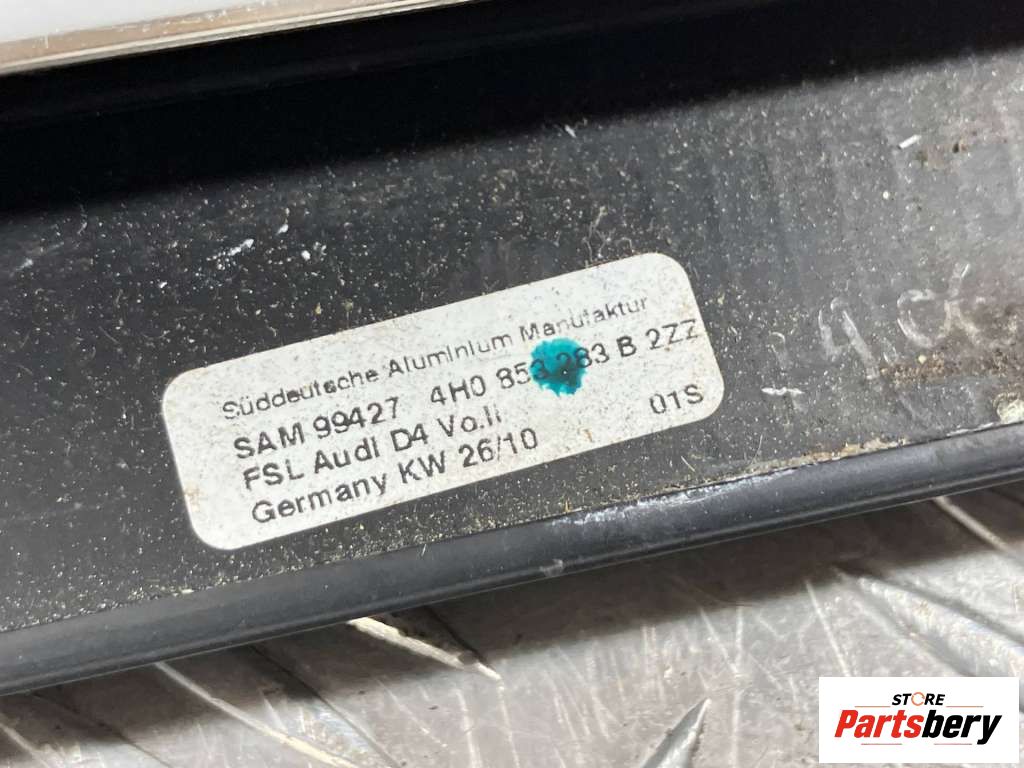 Süddeutsche Aluminium Manufaktur
SAM 99427 4H0 853 283 B 2ZZ
FSL Audi D4 Vo.li.
Germany KW 26/10 01S
STORE
Partsbery